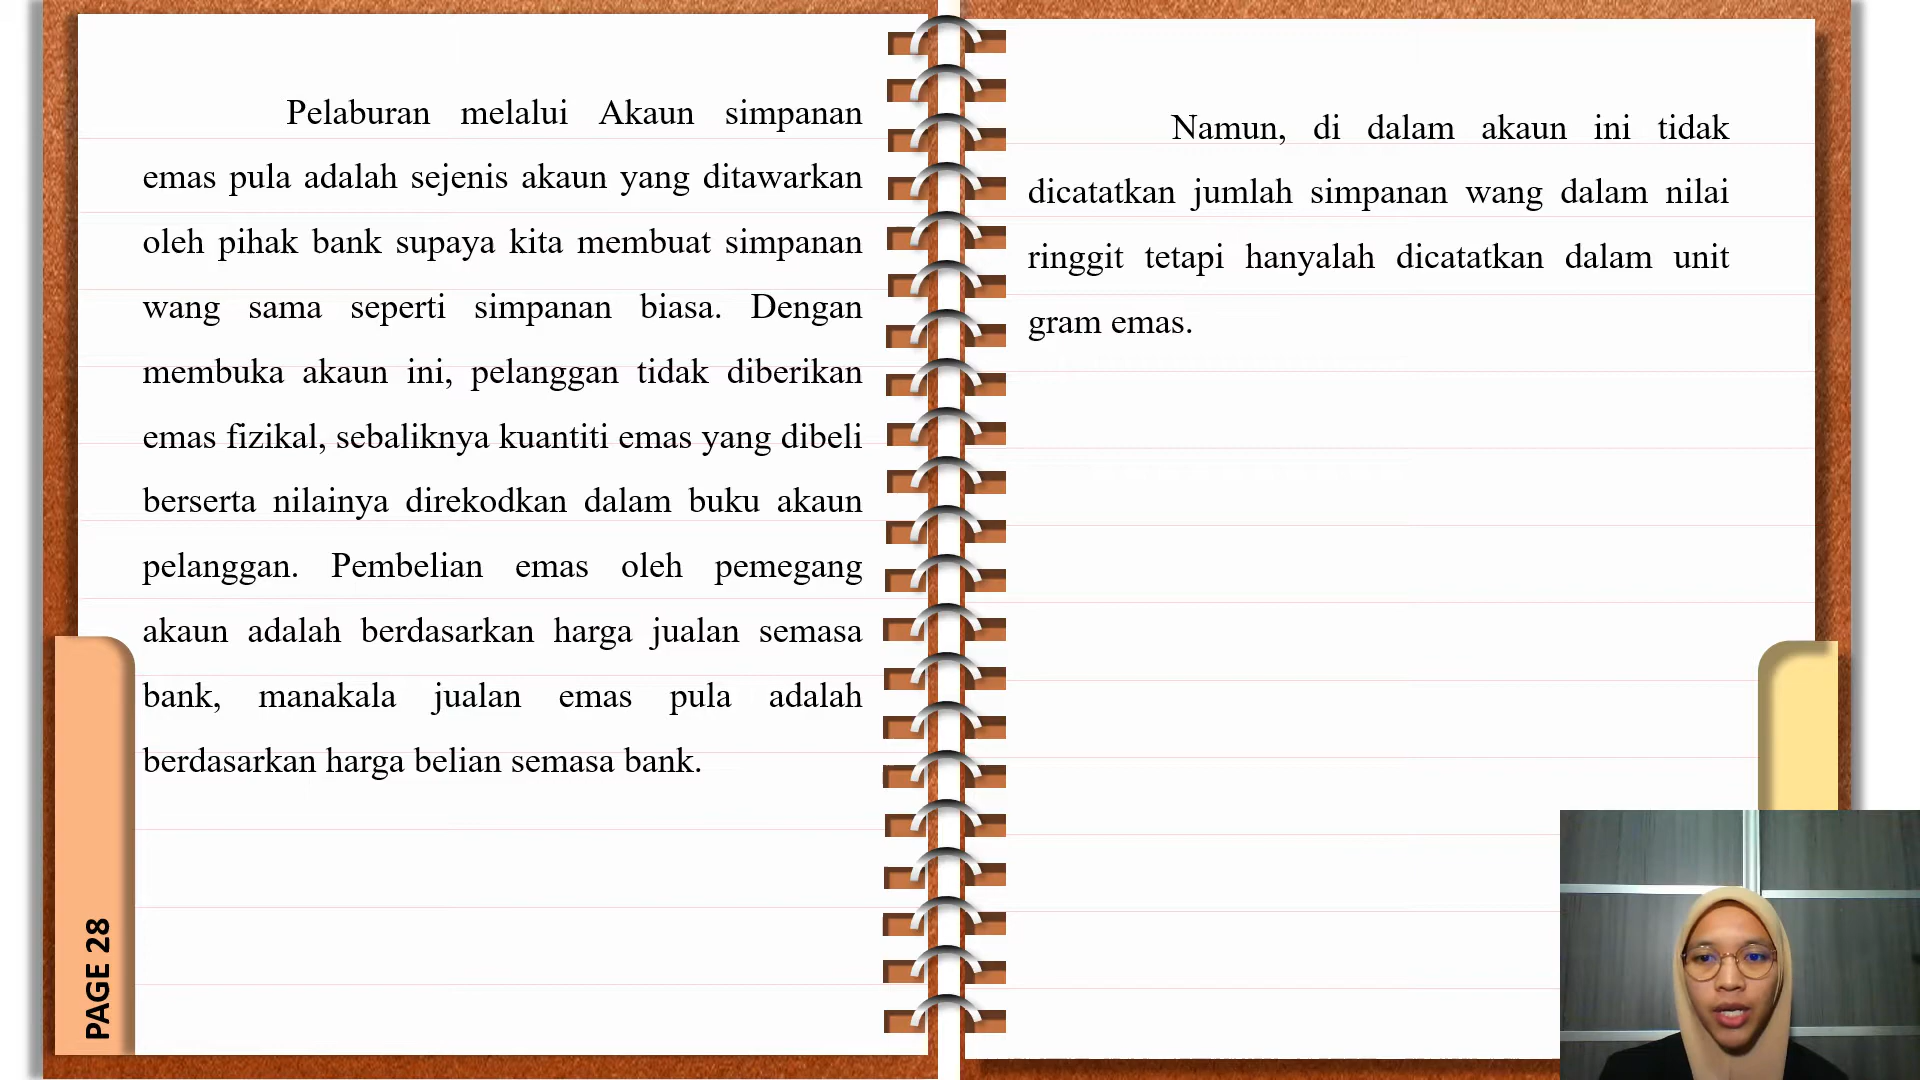 Pelaburan melalui Akaun simpanan
emas pula adalah sejenis akaun yang ditawarkan
oleh pihak bank supaya kita membuat simpanan
wang sama seperti simpanan biasa. Dengan
membuka akaun ini, pelanggan tidak diberikan
emas fizikal, sebaliknya kuantiti emas yang dibeli
berserta nilainya direkodkan dalam buku akaun
pelanggan. Pembelian emas oleh pemegang
akaun adalah berdasarkan harga jualan semasa
bank, manakala jualan emas pula adalah
berdasarkan harga belian semasa bank.
PAGE 28
Namun, di dalam akaun ini tidak
dicatatkan jumlah simpanan wang dalam nilai
ringgit tetapi hanyalah dicatatkan dalam unit
gram emas.